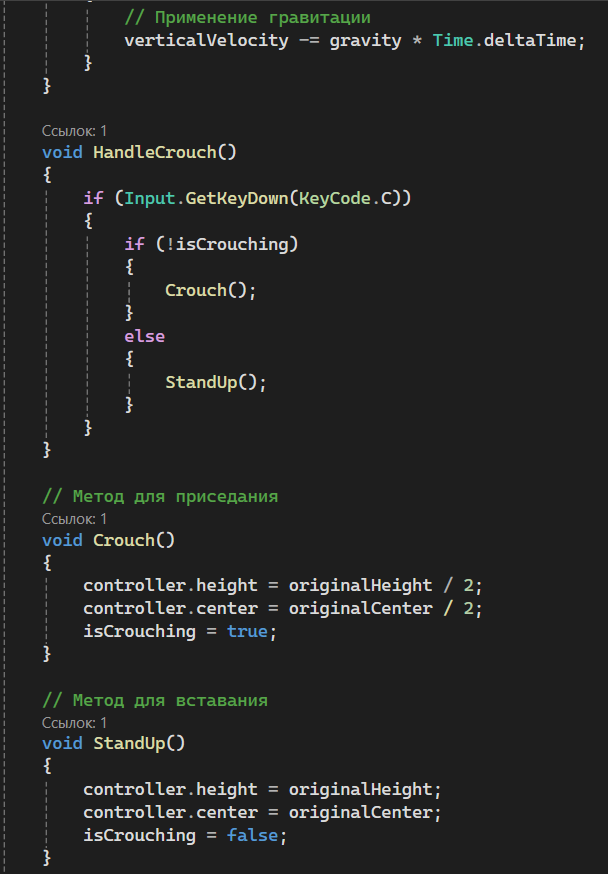 // Применение гравитации
verticalVelocity -= gravity * Time.deltaTime;
}
}
Ссылок: 1
void HandleCrouch()
{
if (Input.GetKeyDown(KeyCode.C))
{
if (!isCrouching)
{
Crouch();
}
else
{
StandUp();
}
}
}
// Метод для приседания
Ссылок: 1
void Crouch()
{
controller.height = originalHeight / 2;
controller.center = originalCenter / 2;
isCrouching = true;
}
// Метод для вставания
Ссылок: 1
void StandUp()
{
controller.height = originalHeight;
controller.center = originalCenter;
isCrouching = false;
}